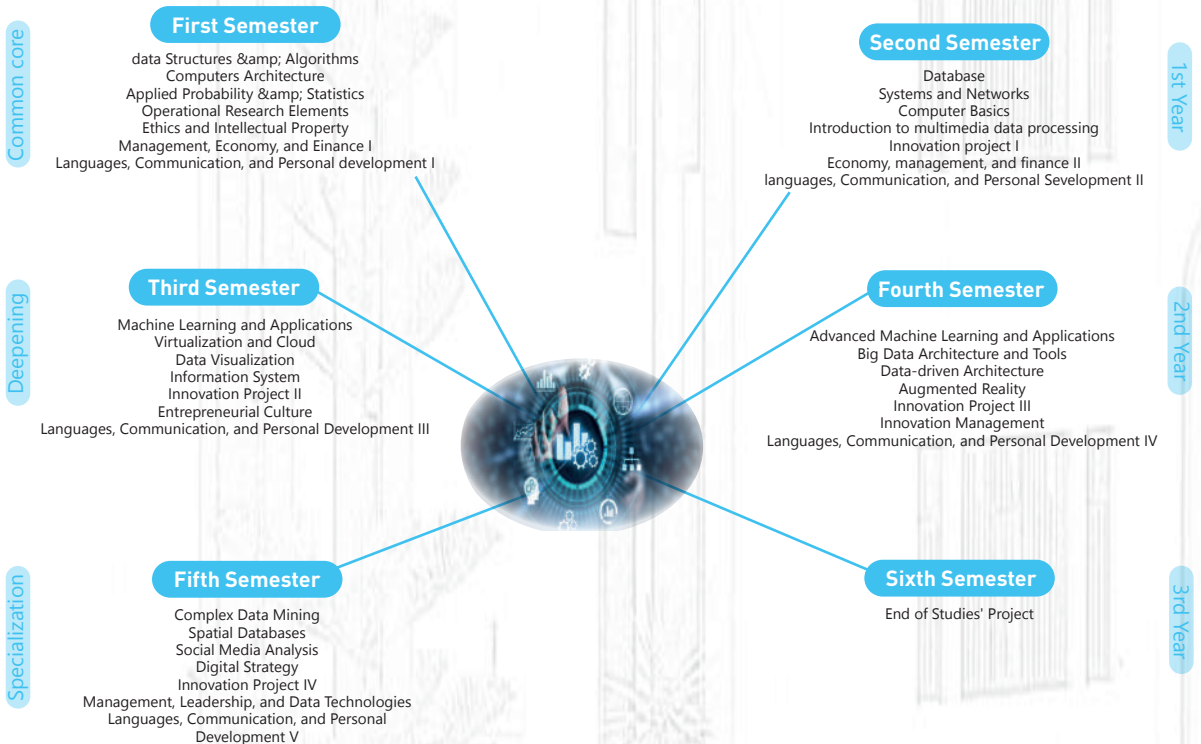 Common core
First Semester
data Structures &amp; Algorithms
Computers Architecture
Applied Probability &amp; Statistics
Operational Research Elements
Ethics and Intellectual Property
Management, Economy, and Einance I
Languages, Communication, and Personal development I
Second Semester
Database
Systems and Networks
Computer Basics
Introduction to multimedia data processing
Innovation project I
Economy, management, and finance II
languages, Communication, and Personal Sevelopment II
1st Year
Deepening
Third Semester
Machine Learning and Applications
Virtualization and Cloud
Data Visualization
Information System
Innovation Project II
Entrepreneurial Culture
Languages, Communication, and Personal Development III
Fourth Semester
Advanced Machine Learning and Applications
Big Data Architecture and Tools
Data-driven Architecture
Augmented Reality
Innovation Project III
Innovation Management
Languages, Communication, and Personal Development IV
2nd Year
Specialization
Fifth Semester
Complex Data Mining
Spatial Databases
Social Media Analysis
Digital Strategy
Innovation Project IV
Management, Leadership, and Data Technologies
Languages, Communication, and Personal
Development V
Sixth Semester
End of Studies' Project
3rd Year